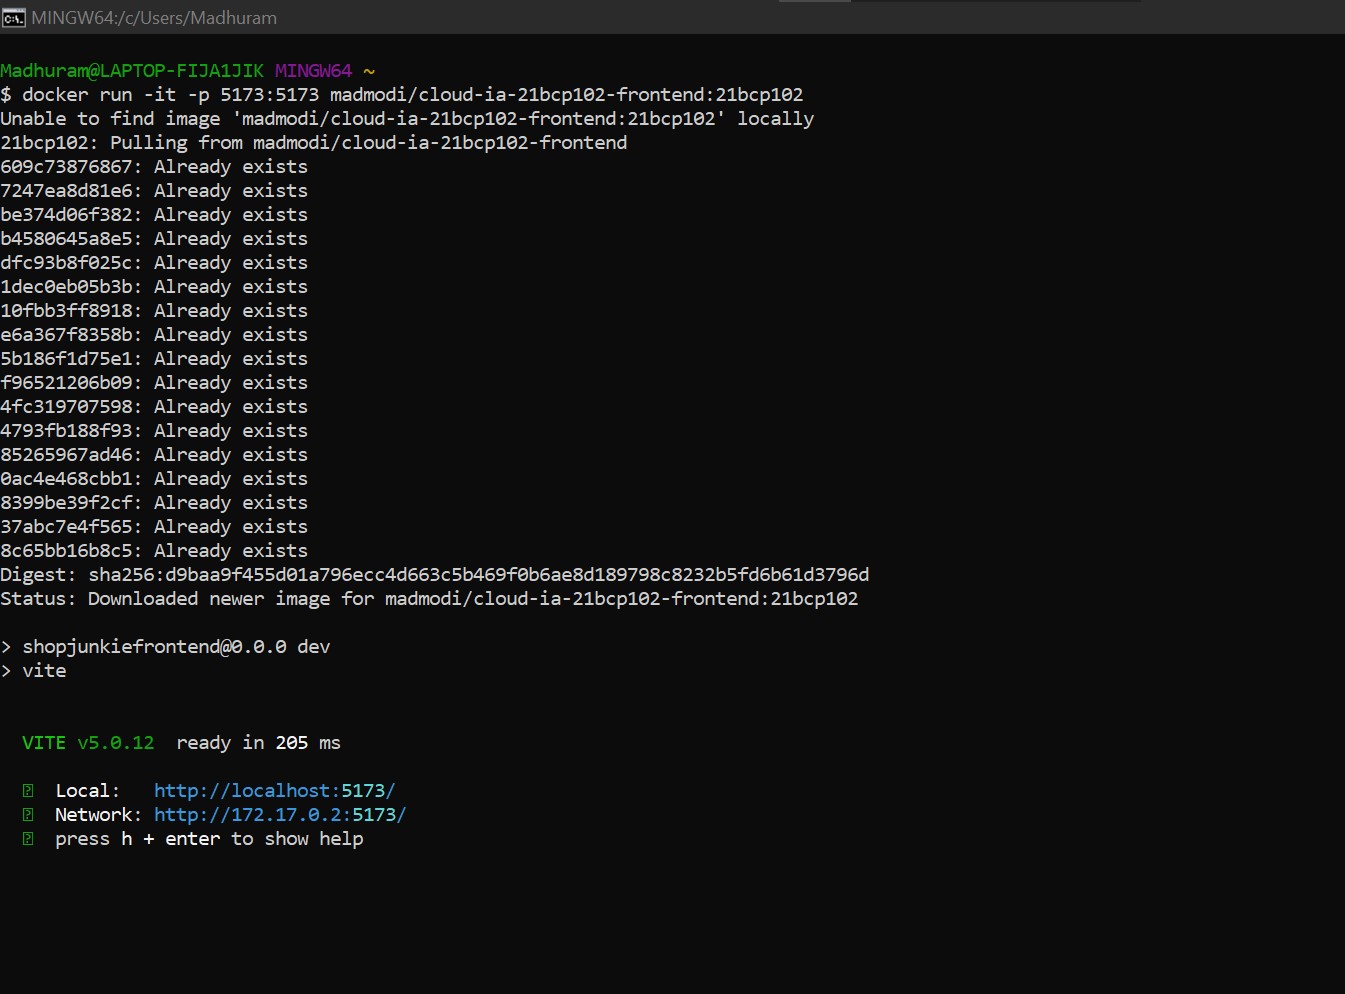 MINGW64:/c/Users/Madhuram
Madhuram@LAPTOP-FIJA1JIK MINGW64 ~
$ docker run -it -p 5173:5173 madmodi/cloud-ia-21bcp102-frontend:21bcp102
Unable to find image 'madmodi/cloud-ia-21bcp102-frontend:21bcp102' locally
21bcp102: Pulling from madmodi/cloud-ia-21bcp102-frontend
609c73876867: Already exists
7247ea8d81e6: Already exists
be374d06f382: Already exists
b4580645a8e5: Already exists
dfc93b8f025c: Already exists
1dec0eb05b3b: Already exists
10fbb3ff8918: Already exists
e6a367f8358b: Already exists
5b186f1d75e1: Already exists
f96521206b09: Already exists
4fc319707598: Already exists
4793fb188f93: Already exists
85265967ad46: Already exists
0ac4e468cbb1: Already exists
8399be39f2cf: Already exists
37abc7e4f565: Already exists
8c65bb16b8c5: Already exists
Digest: sha256:d9baa9f455d01a796ecc4d663c5b469f0b6ae8d189798c8232b5fd6b61d3796d
Status: Downloaded newer image for madmodi/cloud-ia-21bcp102-frontend:21bcp102
> shopjunkiefrontend@0.0.0 dev
> vite
VITE v5.0.12 ready in 205 ms
Local: http://localhost:5173/
Network: http://172.17.0.2:5173/
press h + enter to show help